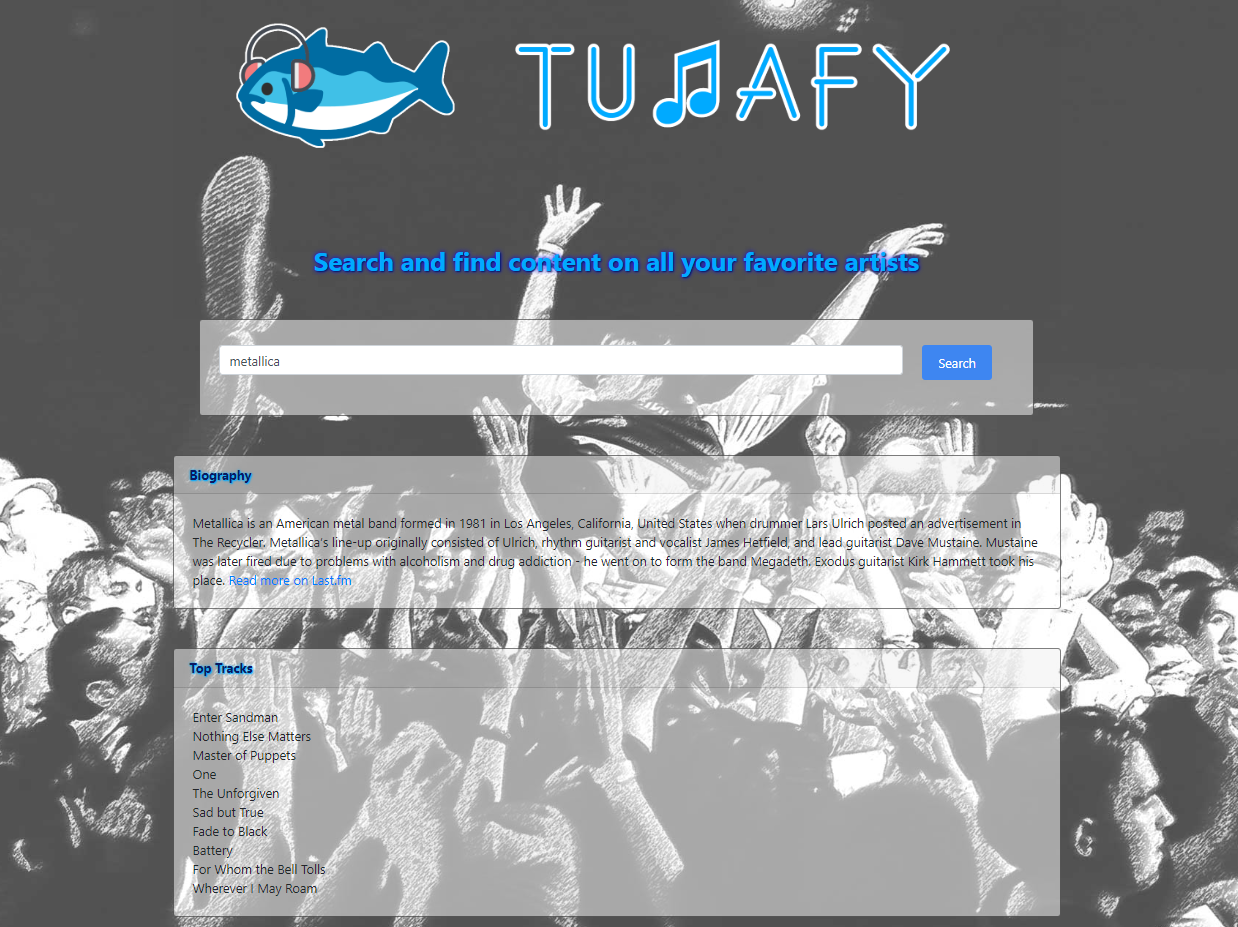 TUNAFY
Search and find content on all your favorite artists
metallica
Search
Biography
Metallica is an American metal band formed in 1981 in Los Angeles, California, United States when drummer Lars Ulrich posted an advertisement in
The Recycler. Metallica's line-up originally consisted of Ulrich, rhythm guitarist and vocalist James Hetfield, and lead guitarist Dave Mustaine. Mustaine
was later fired due to problems with alcoholism and drug addiction - he went on to form the band Megadeth. Exodus guitarist Kirk Hammett took his
place. Read more on Last.fm
Top Tracks
Enter Sandman
Nothing Else Matters
Master of Puppets
One
The Unforgiven
Sad but True
Fade to Black
Battery
For Whom the Bell Tolls
Wherever I May Roam